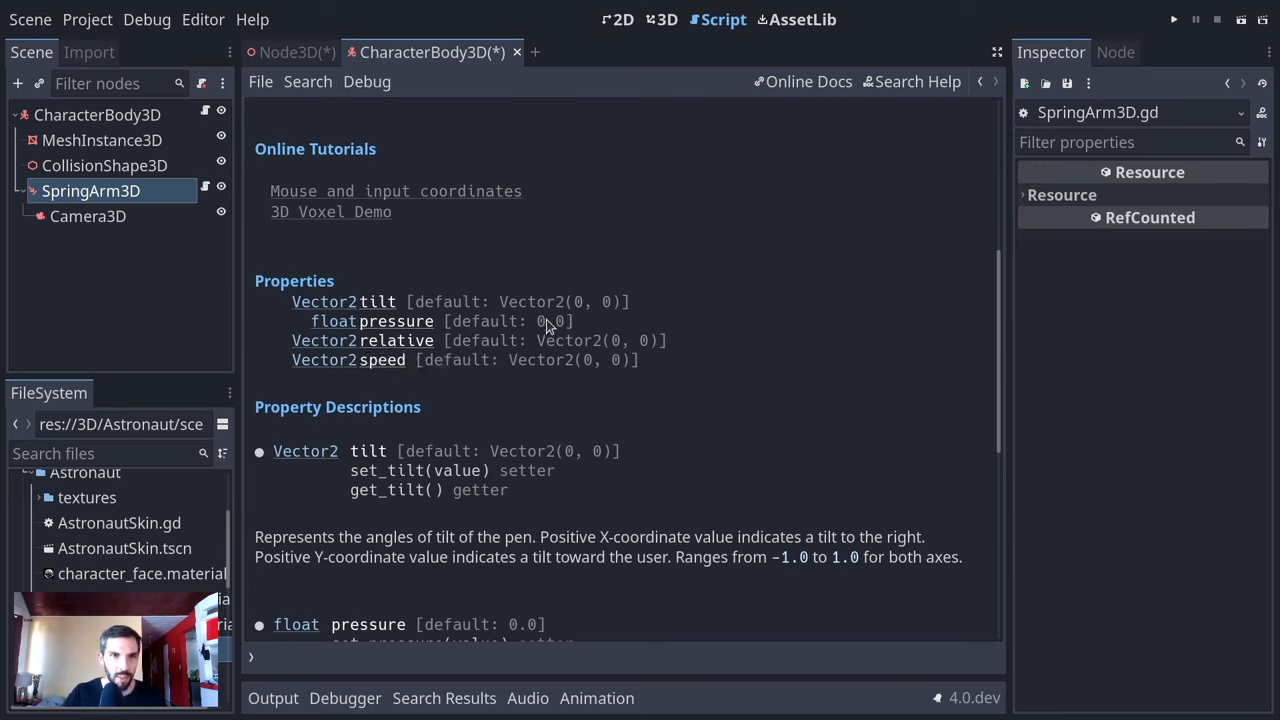 Scene Project Debug Editor Help
2D 3D Script AssetLib
Scene Import
Node3D(*) CharacterBody3D(*)
Inspector Node
Filter nodes
File Search Debug Online Docs Search Help
CharacterBody3D
MeshInstance3D
CollisionShape3D
SpringArm3D
Camera3D
SpringArm3D.gd
Filter properties
Resource
Resource
RefCounted
Online Tutorials
Mouse and input coordinates
3D Voxel Demo
Properties
Vector2 tilt [default: Vector2(0, 0)]
float pressure [default: 0.0]
Vector2 relative [default: Vector2(0, 0)]
Vector2 speed [default: Vector2(0, 0)]
Property Descriptions
Vector2 tilt [default: Vector2(0, 0)]
set_tilt(value) setter
get_tilt() getter
Represents the angles of tilt of the pen. Positive X-coordinate value indicates a tilt to the right.
Positive Y-coordinate value indicates a tilt toward the user. Ranges from -1.0 to 1.0 for both axes.
float pressure [default: 0.0]
FileSystem
res://3D/Astronaut/sce
Search files
Astronaut
textures
AstronautSkin.gd
AstronautSkin.tscn
character_face.material
Output Debugger Search Results Audio Animation
4.0.dev